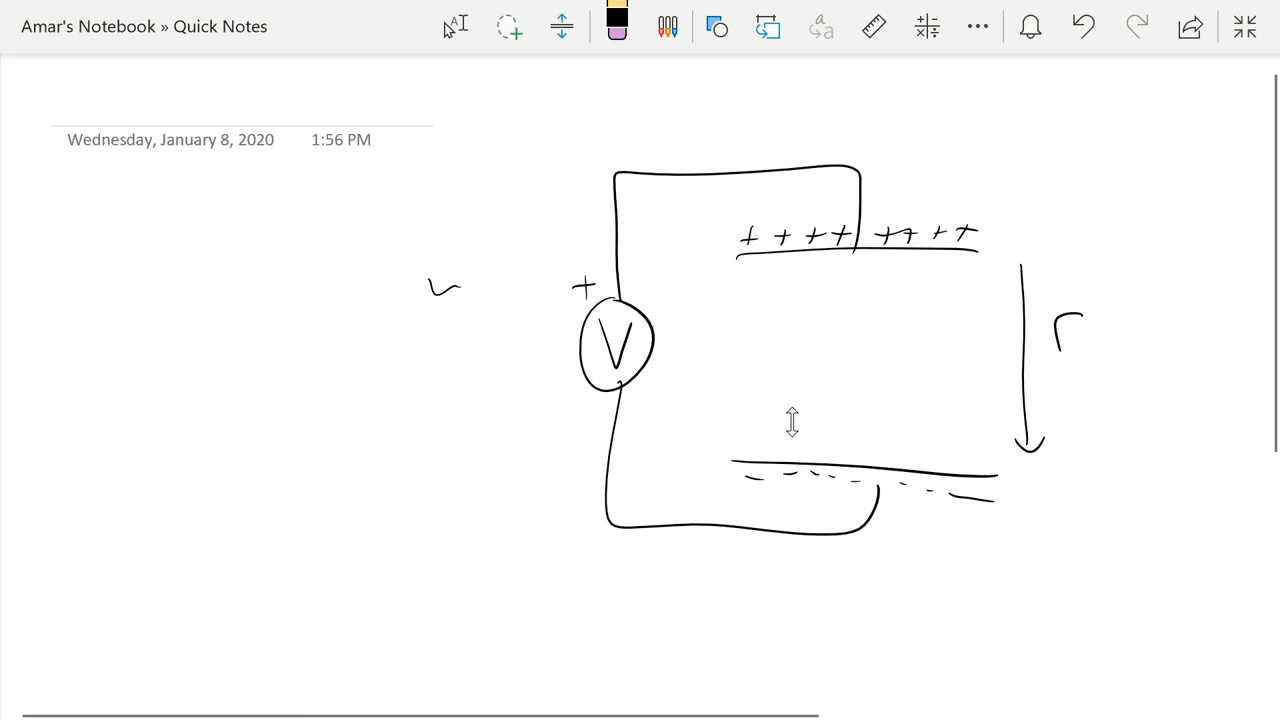 Amar's Notebook » Quick Notes
Wednesday, January 8, 2020 1:56 PM
+ + + + + + + +
+
V
r
- - - - - - - -